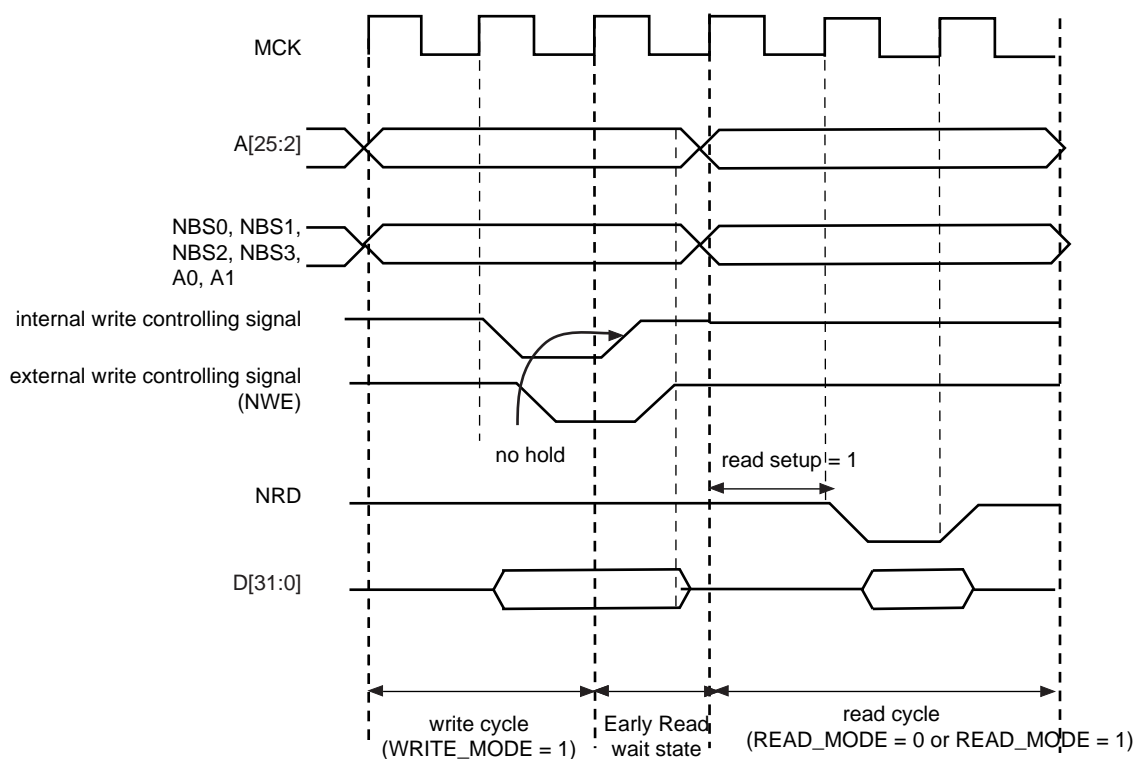 MCK
A[25:2]
NBS0, NBS1,
NBS2, NBS3,
A0, A1
internal write controlling signal
external write controlling signal
(NWE)
no hold
read setup = 1
NRD
D[31:0]
write cycle
(WRITE_MODE = 1)
Early Read
wait state
read cycle
(READ_MODE = 0 or READ_MODE = 1)